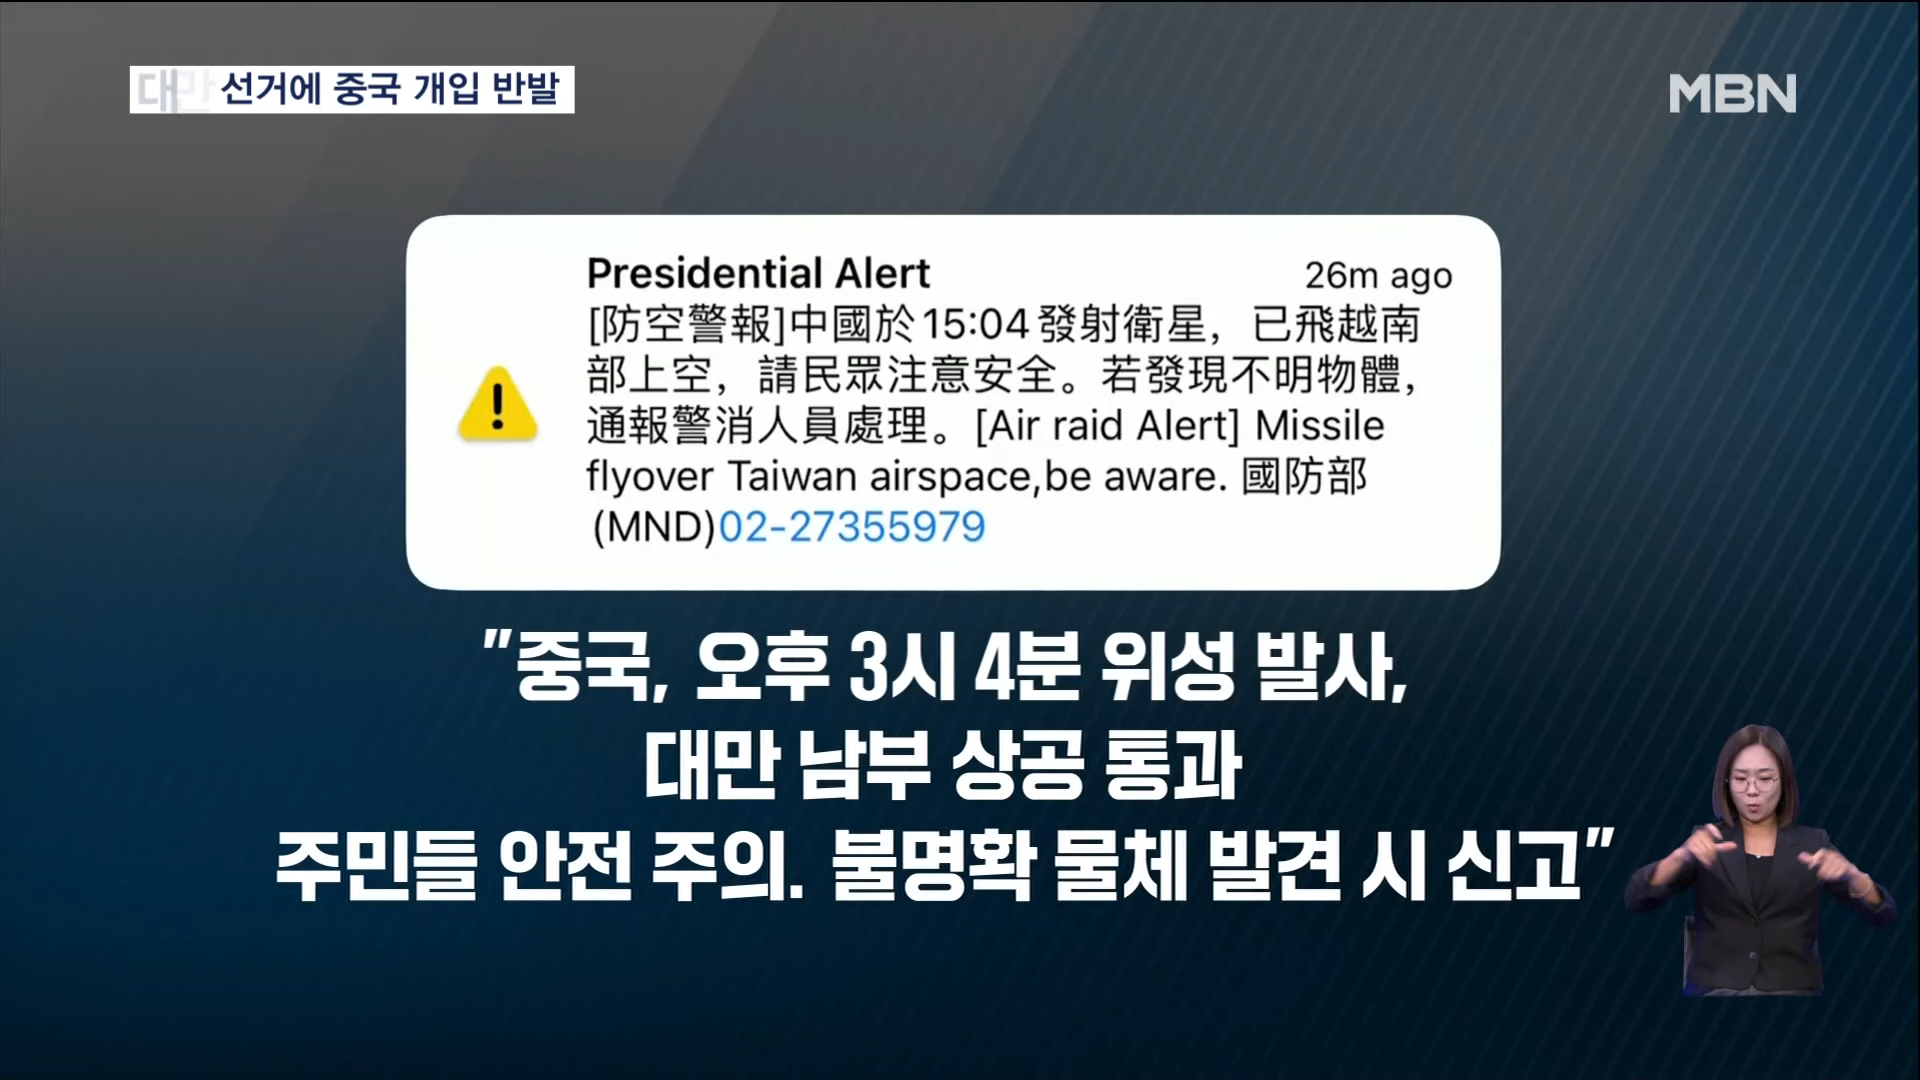 대만 선거에 중국 개입 반발
MBN
Presidential Alert
26m ago
[防空警報]中國於15:04發射衛星，已飛越南
部上空，請民眾注意安全。若發現不明物體，
通報警消人員處理。[Air raid Alert] Missile
flyover Taiwan airspace,be aware. 國防部
(MND)02-27355979
"중국, 오후 3시 4분 위성 발사,
대만 남부 상공 통과
주민들 안전 주의. 불명확 물체 발견 시 신고"